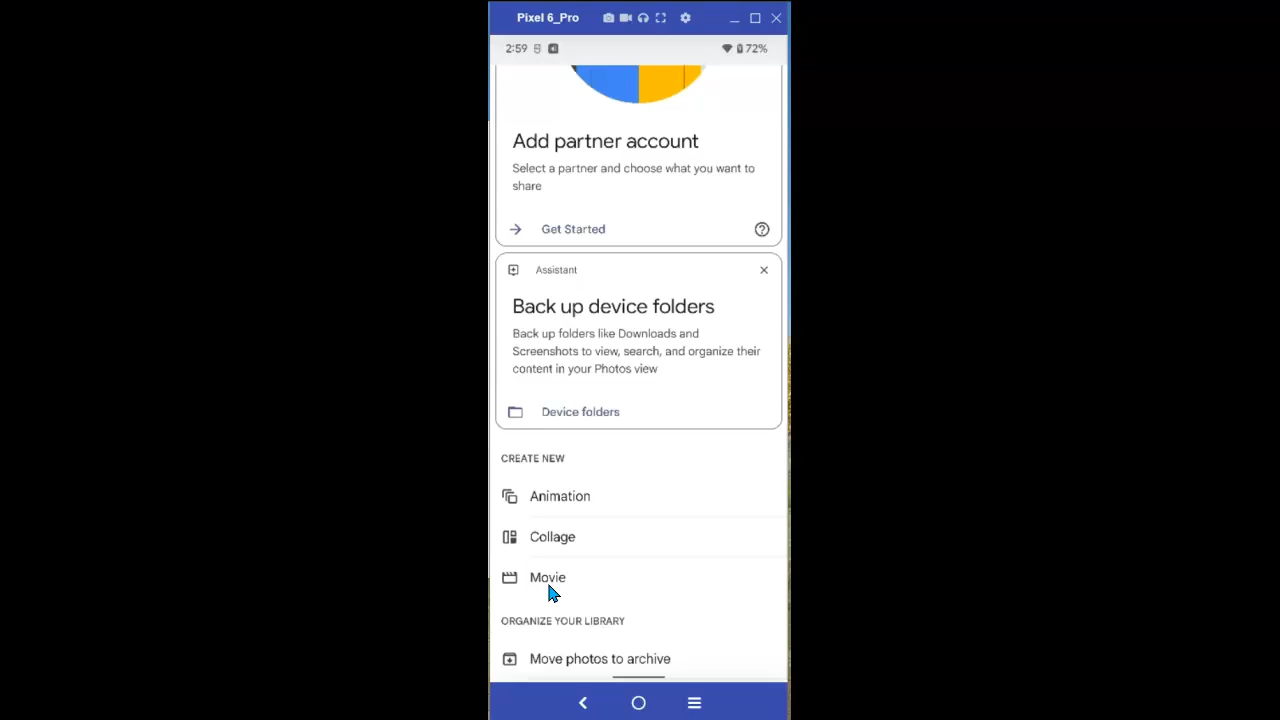 Pixel 6_Pro
2:59
72%
Add partner account
Select a partner and choose what you want to
share
Get Started
Assistant
Back up device folders
Back up folders like Downloads and
Screenshots to view, search, and organize their
content in your Photos view
Device folders
CREATE NEW
Animation
Collage
Movie
ORGANIZE YOUR LIBRARY
Move photos to archive